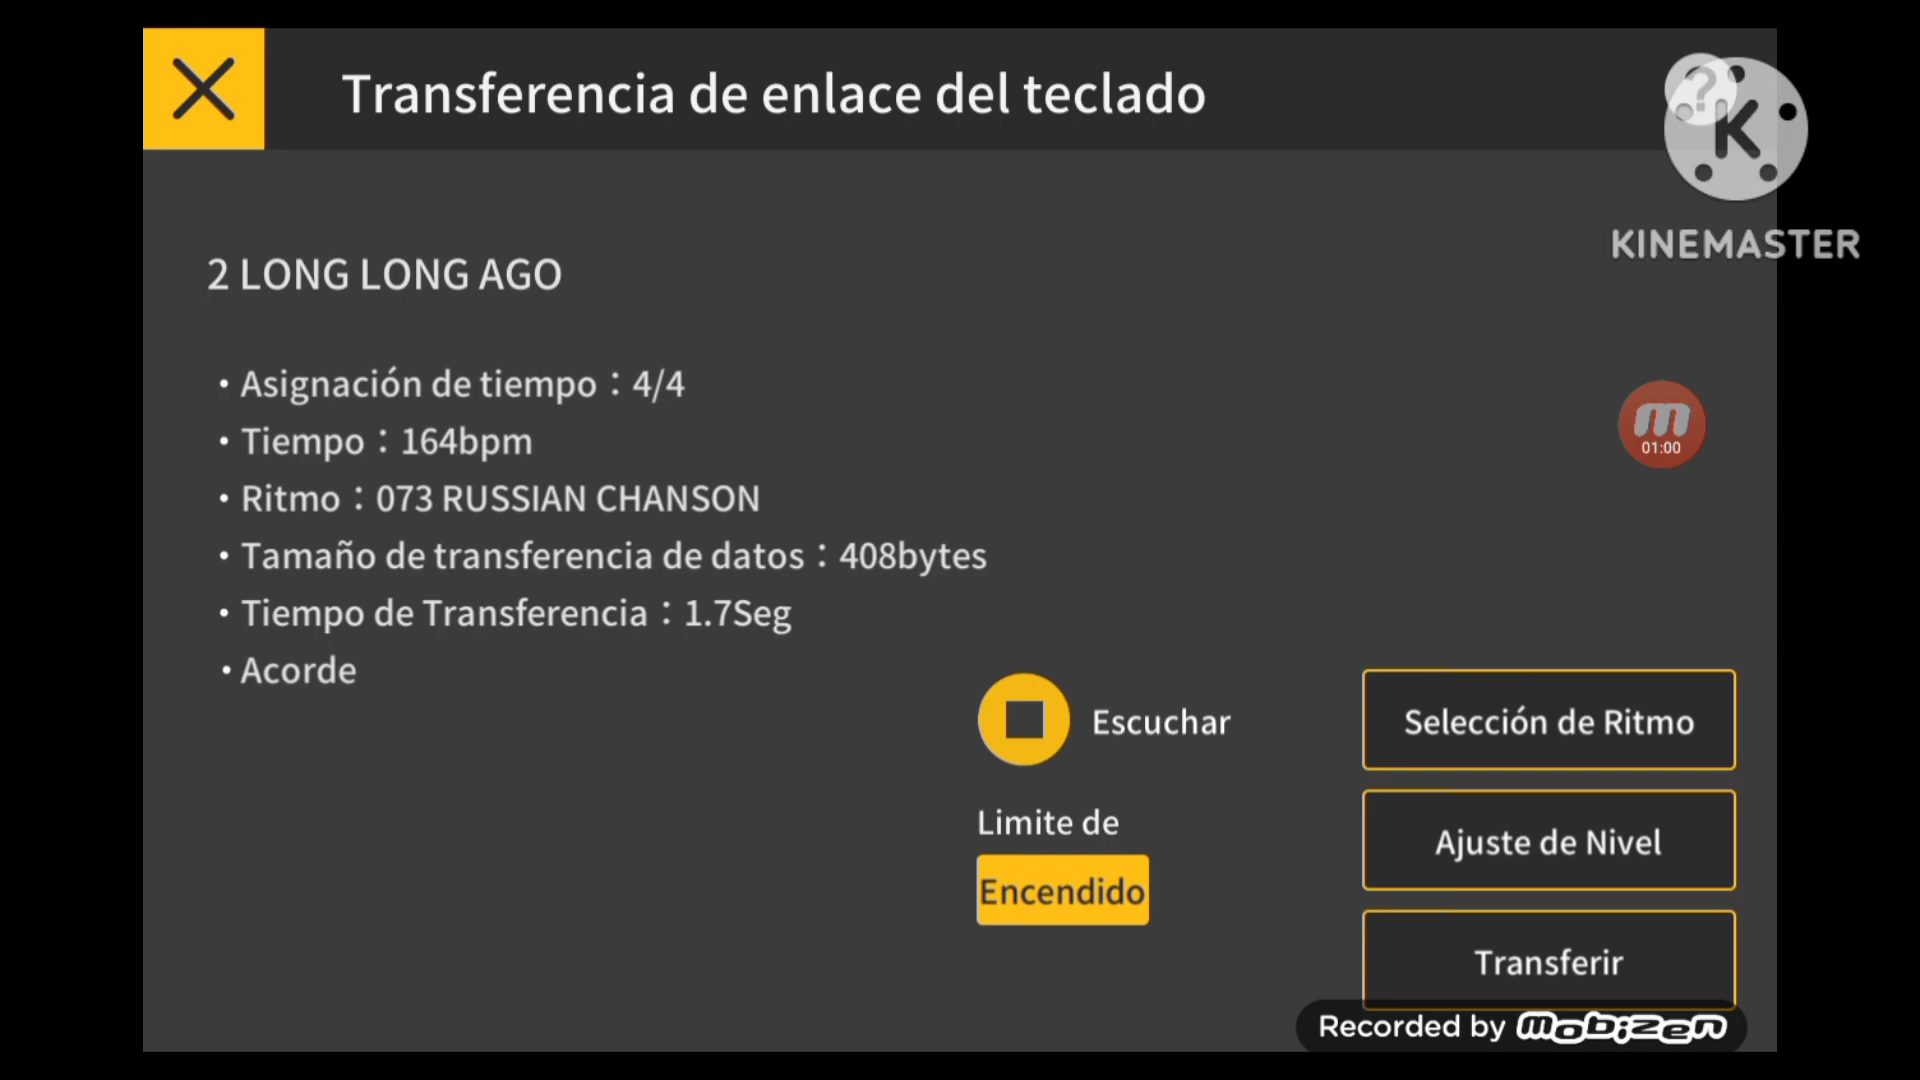 Transferencia de enlace del teclado
?
K
KINEMASTER
2 LONG LONG AGO
・Asignación de tiempo：4/4
・Tiempo：164bpm
・Ritmo：073 RUSSIAN CHANSON
・Tamaño de transferencia de datos：408bytes
・Tiempo de Transferencia：1.7Seg
・Acorde
m
01:00
Escuchar
Selección de Ritmo
Limite de
Encendido
Ajuste de Nivel
Transferir
Recorded by mobizen